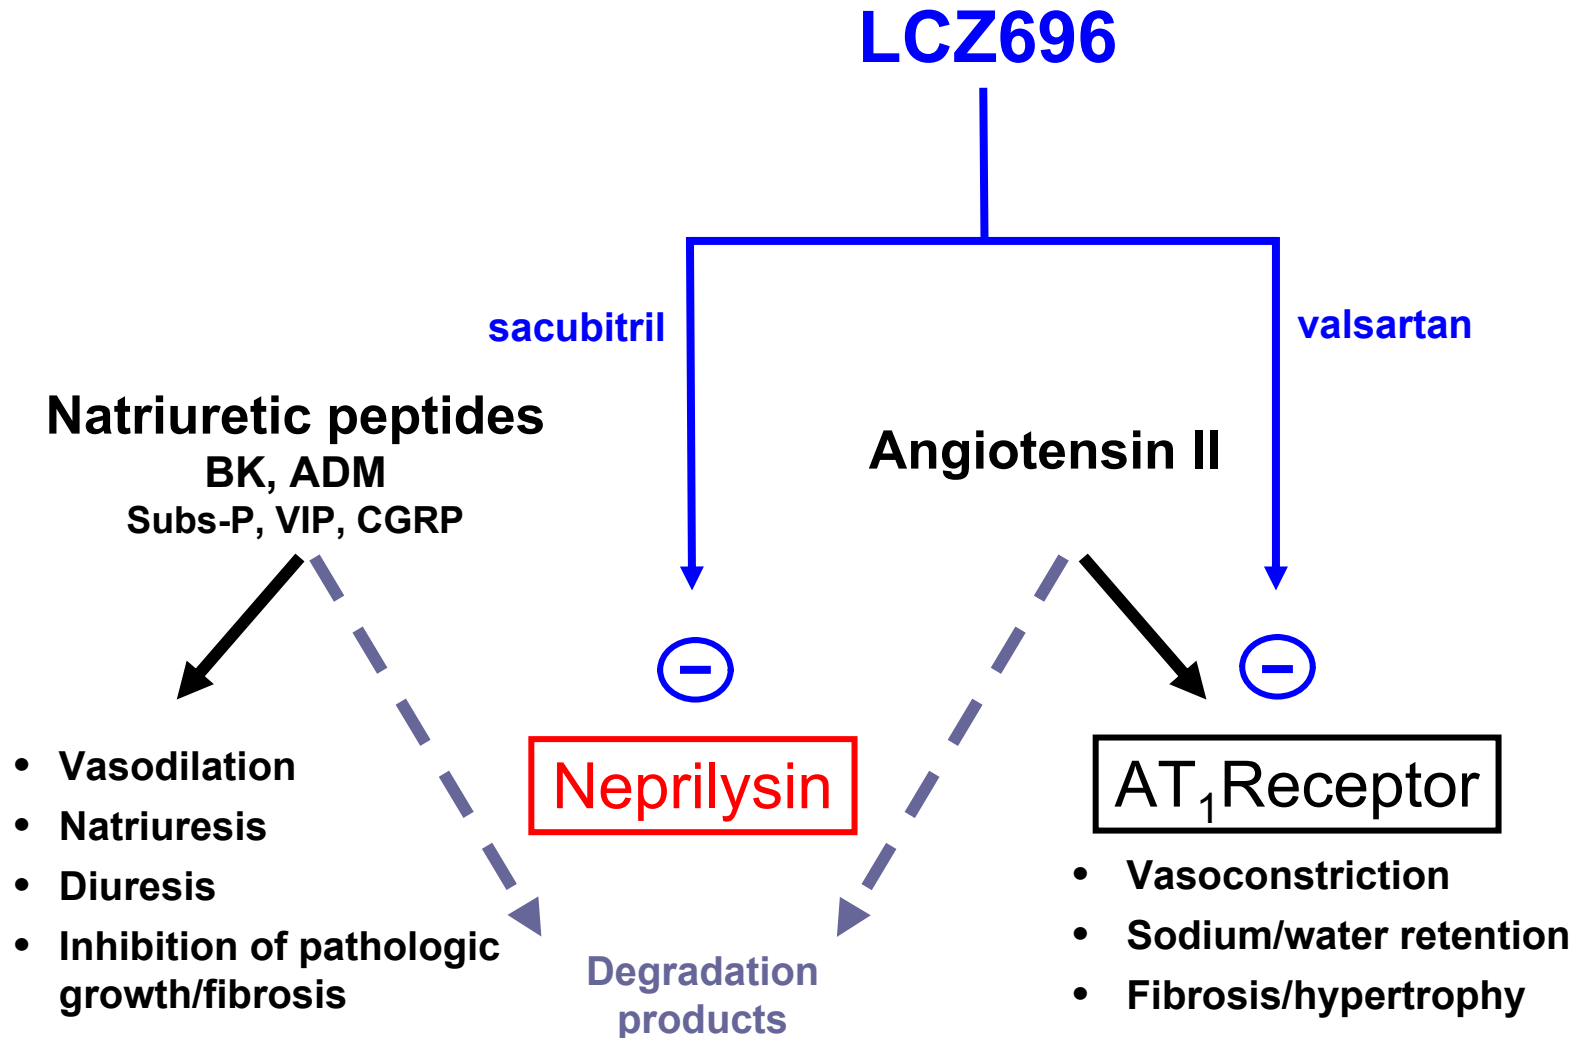 LCZ696
sacubitril
valsartan
Natriuretic peptides
BK, ADM
Subs-P, VIP, CGRP
Angiotensin II
−
−
Neprilysin
AT₁Receptor
• Vasodilation
• Natriuresis
• Diuresis
• Inhibition of pathologic
growth/fibrosis
Degradation
products
• Vasoconstriction
• Sodium/water retention
• Fibrosis/hypertrophy